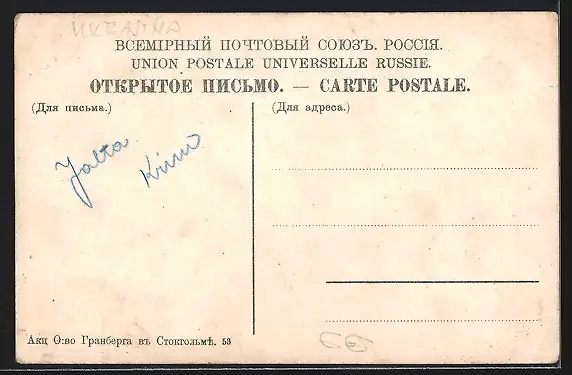 UKRAINA
ВСЕМІРНЫЙ ПОЧТОВЫЙ СОЮЗЪ. РОССІЯ.
UNION POSTALE UNIVERSELLE RUSSIE.
ОТКРЫТОЕ ПИСЬМО. — CARTE POSTALE.
(Для письма.)
(Для адреса.)
Jalta
Krim
Акц О:во Гранберга въ Стокгольмѣ. 53